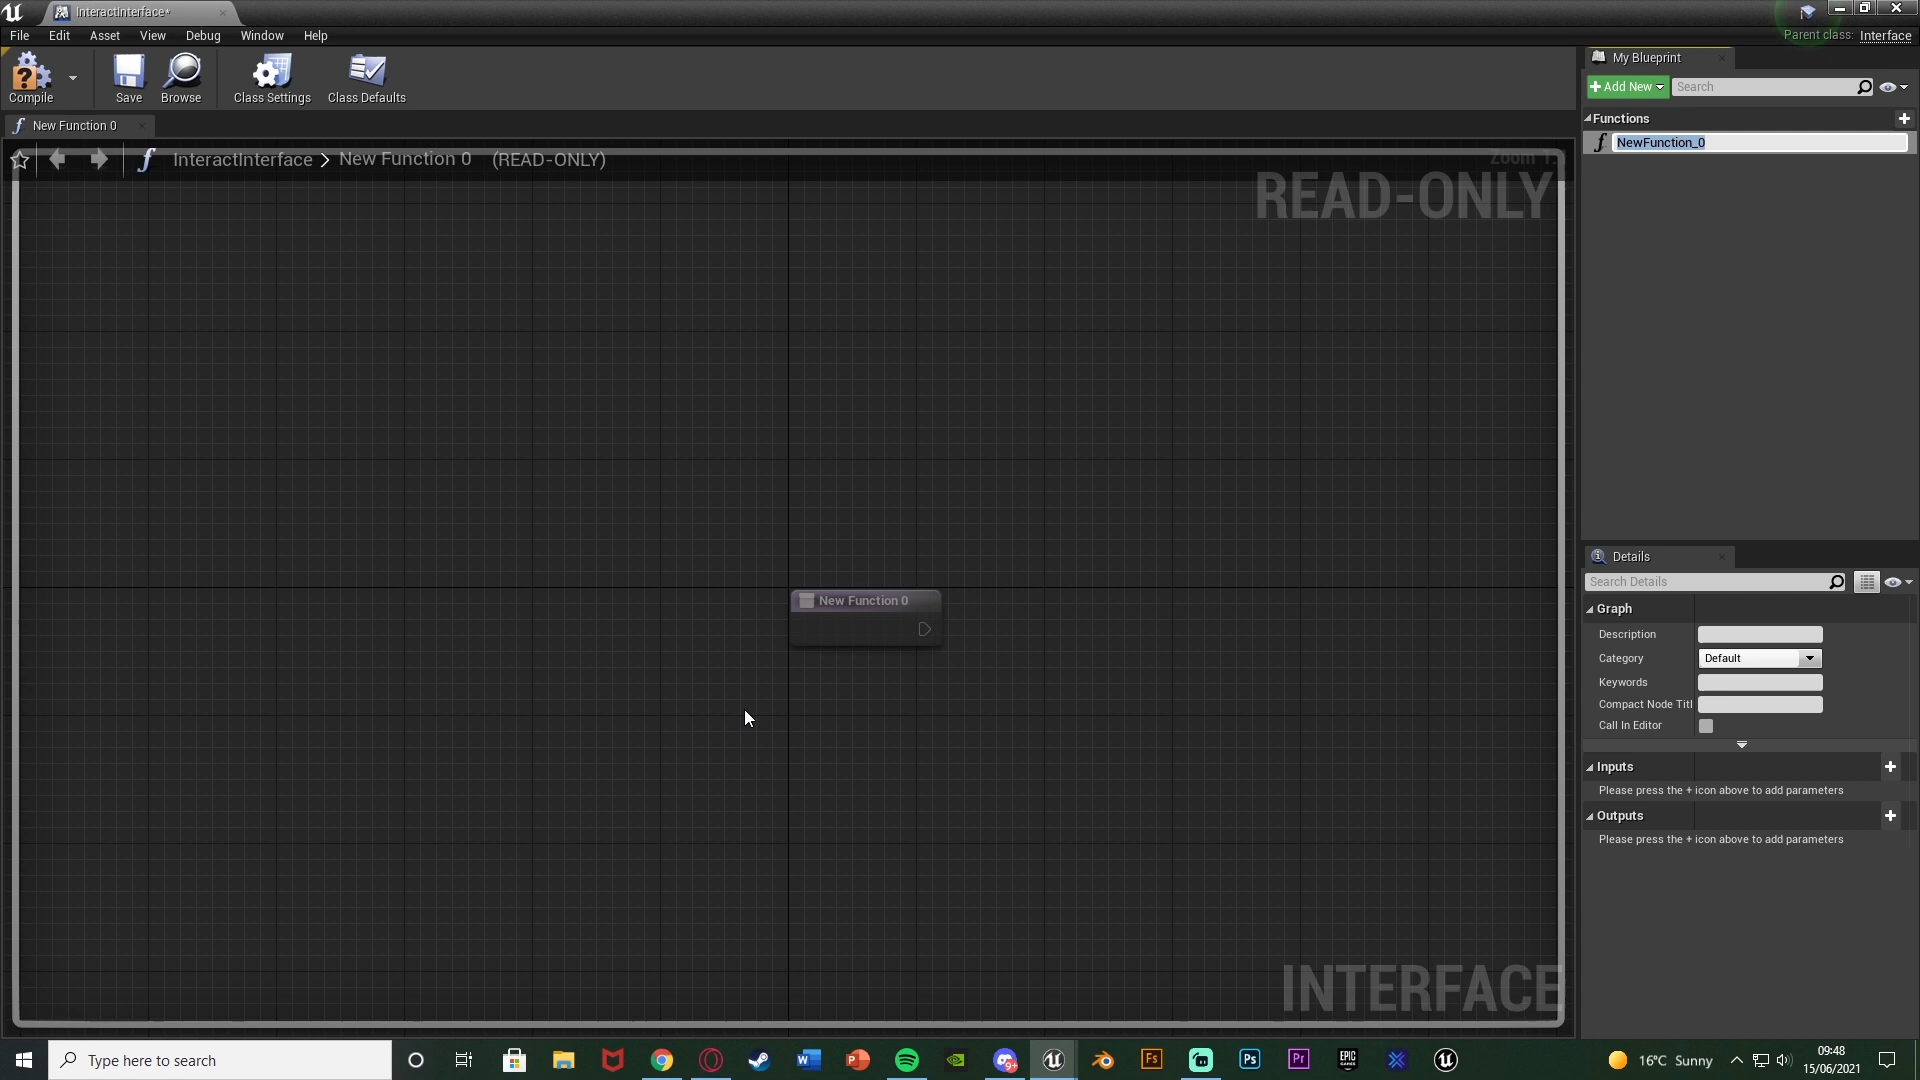 InteractInterface*
File Edit Asset View Debug Window Help
Parent class: Interface
Compile Save Browse Class Settings Class Defaults
My Blueprint
Add New Search
New Function 0
Functions
NewFunction_0
InteractInterface > New Function 0 (READ-ONLY)
READ-ONLY
New Function 0
Details
Search Details
Graph
Description
Category Default
Keywords
Compact Node Titl
Call In Editor
Inputs
Please press the + icon above to add parameters
Outputs
Please press the + icon above to add parameters
INTERFACE
Type here to search
16°C Sunny
09:48
15/06/2021